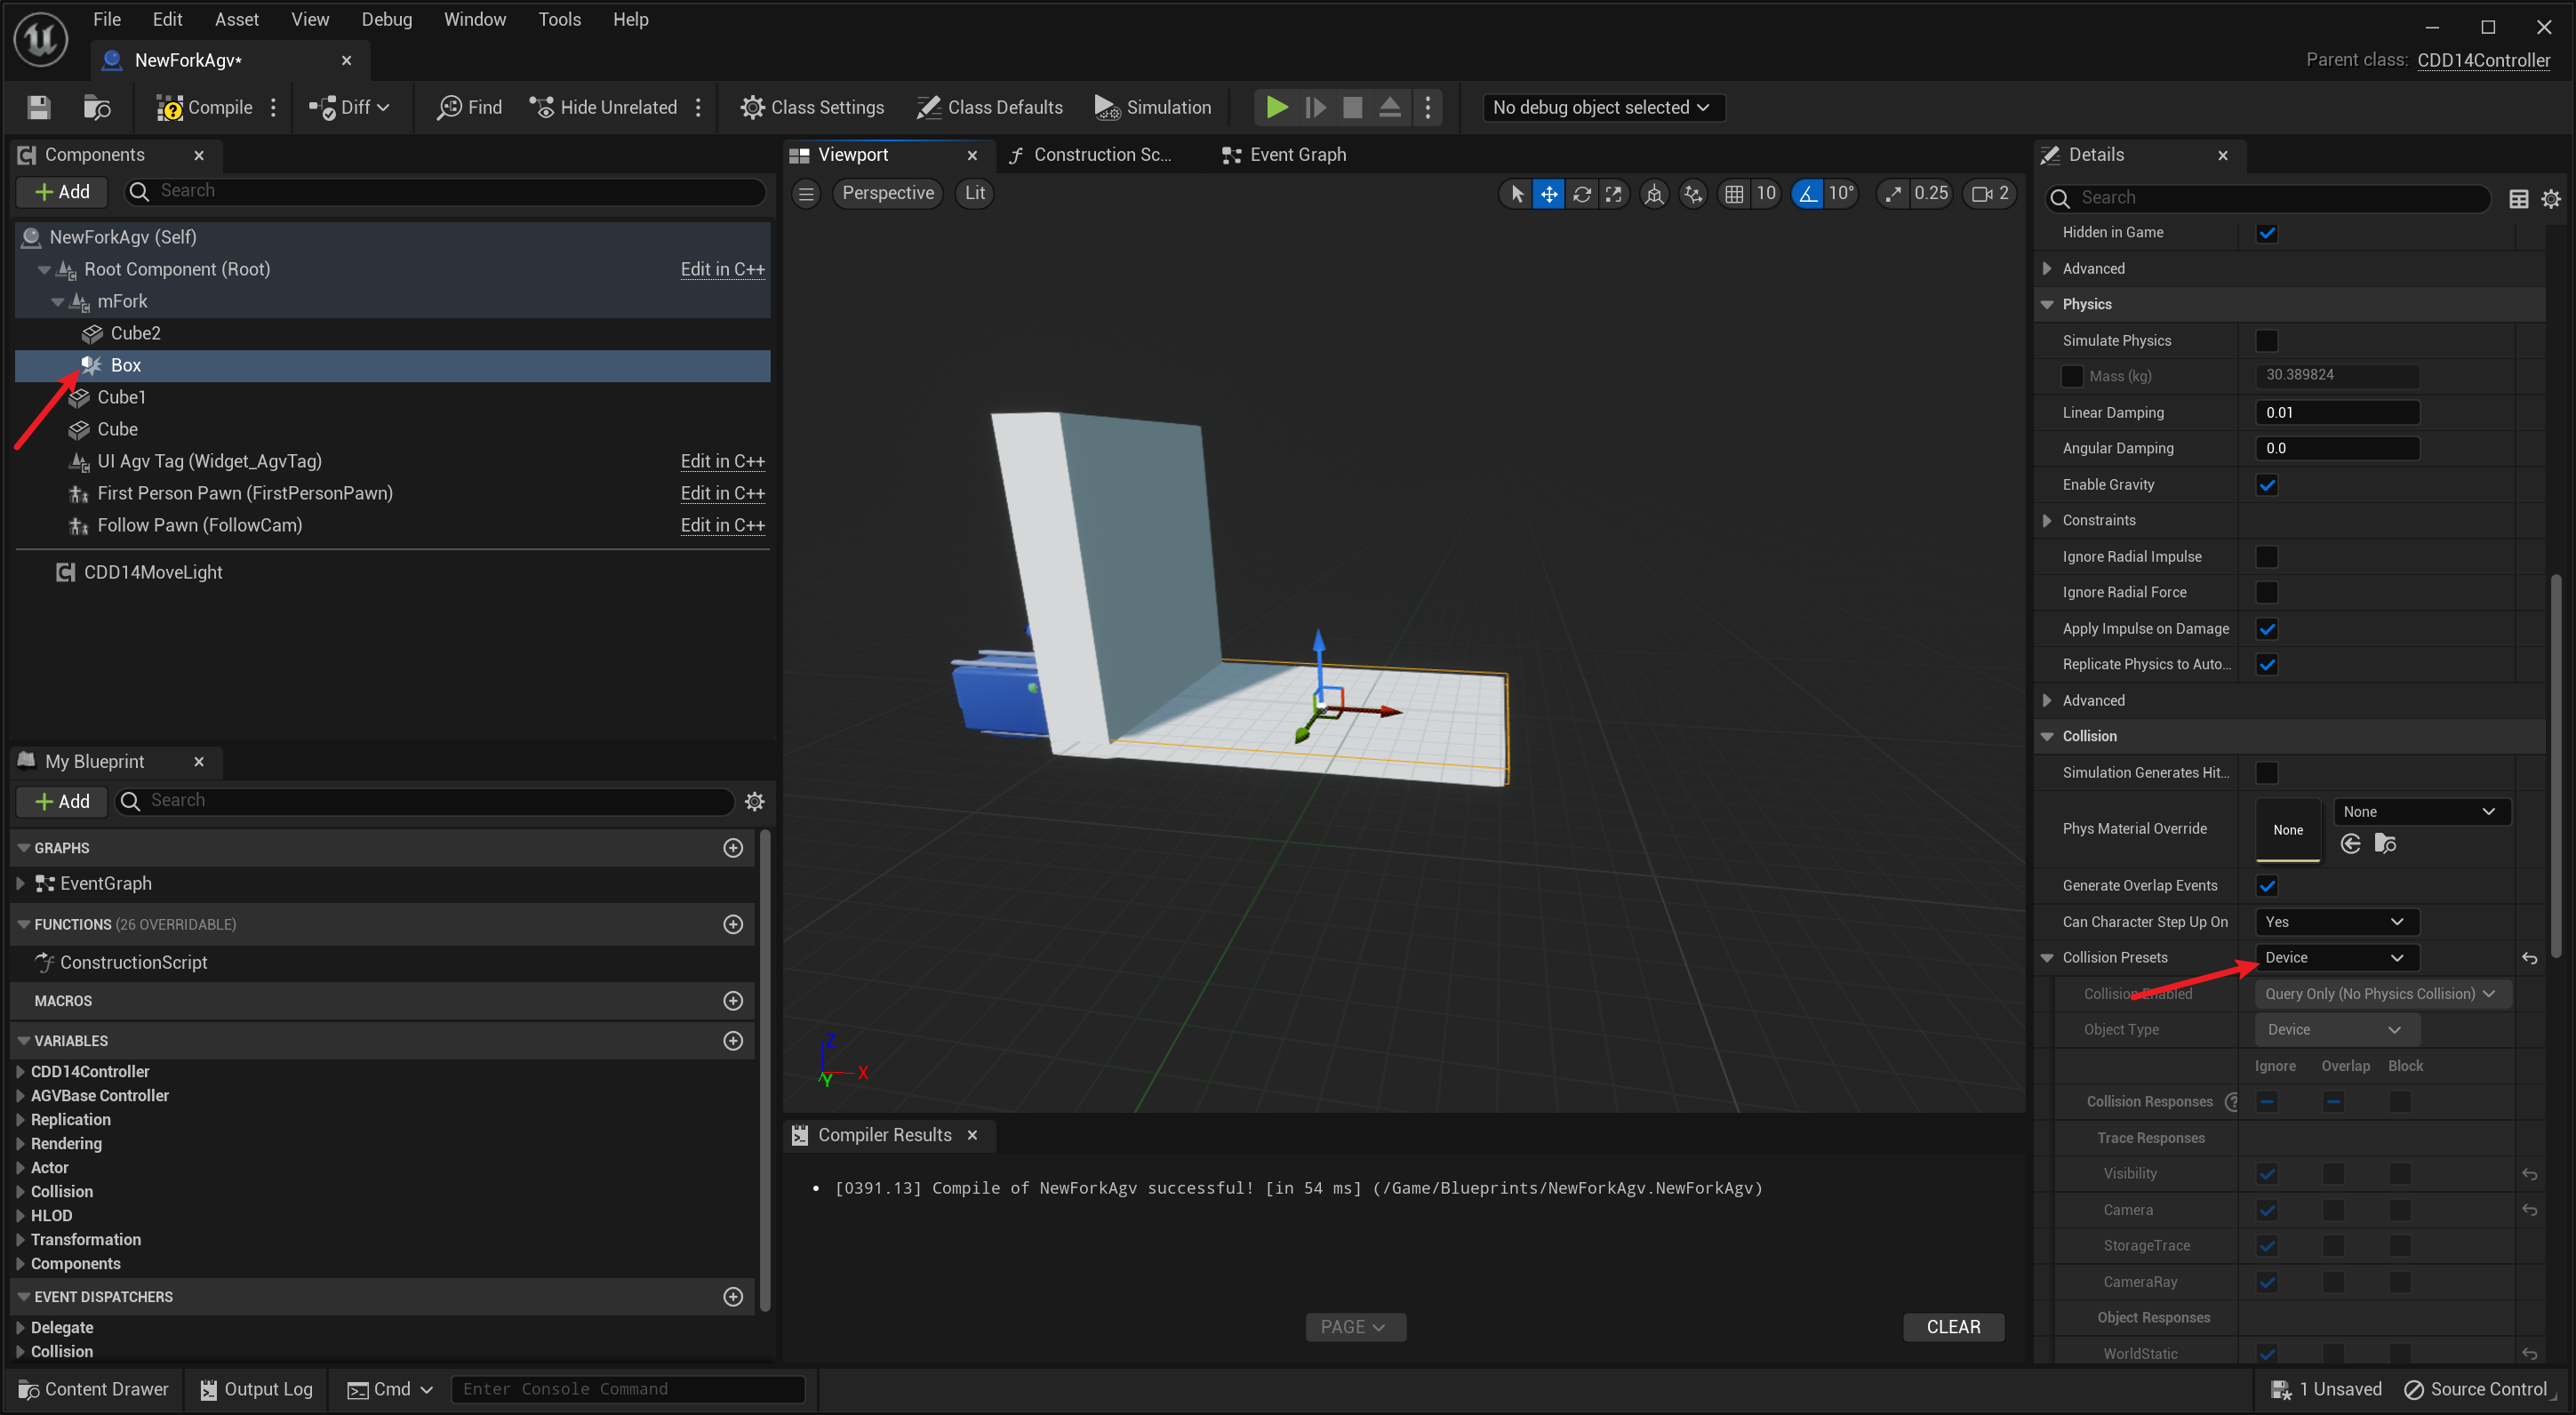 File Edit Asset View Debug Window Tools Help
NewForkAgv*
Parent class: CDD14Controller
Compile Diff Find Hide Unrelated Class Settings Class Defaults Simulation No debug object selected
Components
Add Search
NewForkAgv (Self)
Root Component (Root) Edit in C++
mFork
Cube2
Box
Cube1
Cube
UI Agv Tag (Widget_AgvTag) Edit in C++
First Person Pawn (FirstPersonPawn) Edit in C++
Follow Pawn (FollowCam) Edit in C++
CDD14MoveLight
My Blueprint
Add Search
GRAPHS
EventGraph
FUNCTIONS (26 OVERRIDABLE)
ConstructionScript
MACROS
VARIABLES
CDD14Controller
AGVBase Controller
Replication
Rendering
Actor
Collision
HLOD
Transformation
Components
EVENT DISPATCHERS
Delegate
Collision
Viewport Construction Sc... Event Graph
Perspective Lit 10 10° 0.25 2
Z
X
Y
Compiler Results
• [0391.13] Compile of NewForkAgv successful! [in 54 ms] (/Game/Blueprints/NewForkAgv.NewForkAgv)
PAGE CLEAR
Details
Search
Hidden in Game
Advanced
Physics
Simulate Physics
Mass (kg) 30.389824
Linear Damping 0.01
Angular Damping 0.0
Enable Gravity
Constraints
Ignore Radial Impulse
Ignore Radial Force
Apply Impulse on Damage
Replicate Physics to Auto...
Advanced
Collision
Simulation Generates Hit...
Phys Material Override None None
Generate Overlap Events
Can Character Step Up On Yes
Collision Presets Device
Collision Enabled Query Only (No Physics Collision)
Object Type Device
Ignore Overlap Block
Collision Responses ?
Trace Responses
Visibility
Camera
StorageTrace
CameraRay
Object Responses
WorldStatic
Content Drawer Output Log Cmd Enter Console Command 1 Unsaved Source Control